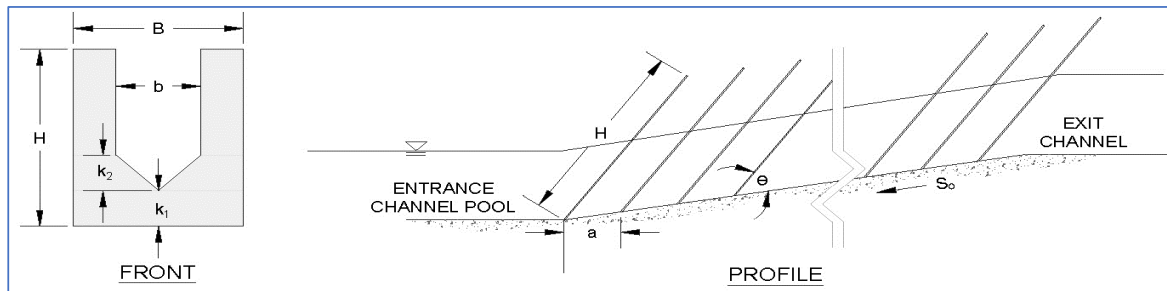 B
b
H
k2
k1
FRONT
H
ENTRANCE
CHANNEL POOL
a
Θ
So
EXIT
CHANNEL
PROFILE